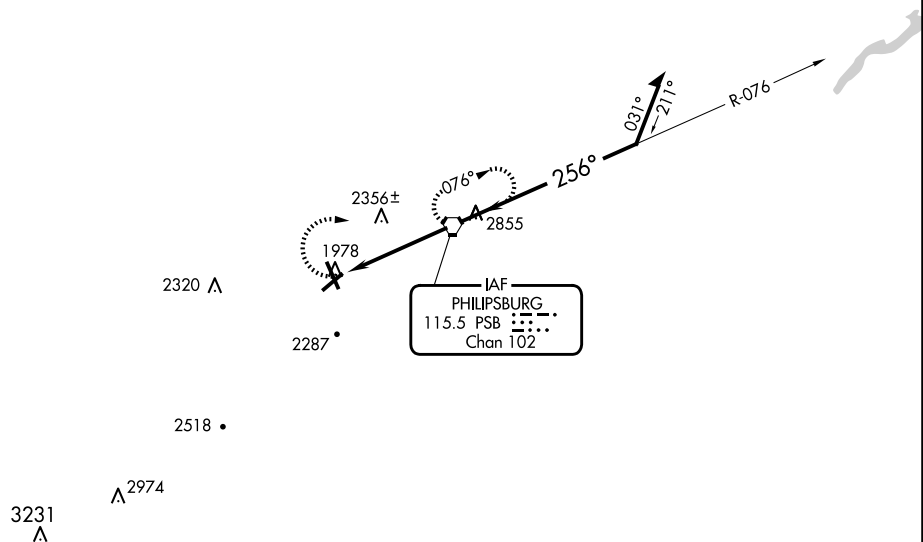 R-076
031°
211°
256°
076°
2356±
2855
1978
2320
IAF
PHILIPSBURG
115.5 PSB
Chan 102
2287
2518
2974
3231